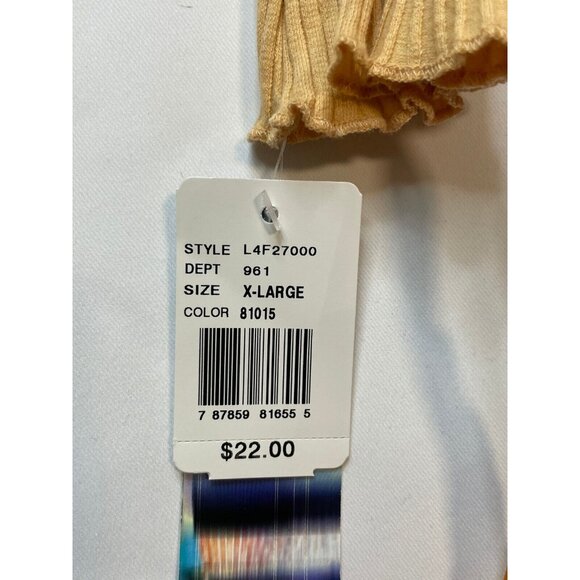 STYLE L4F27000
DEPT 961
SIZE X-LARGE
COLOR 81015
7 87859 81655 5
$22.00